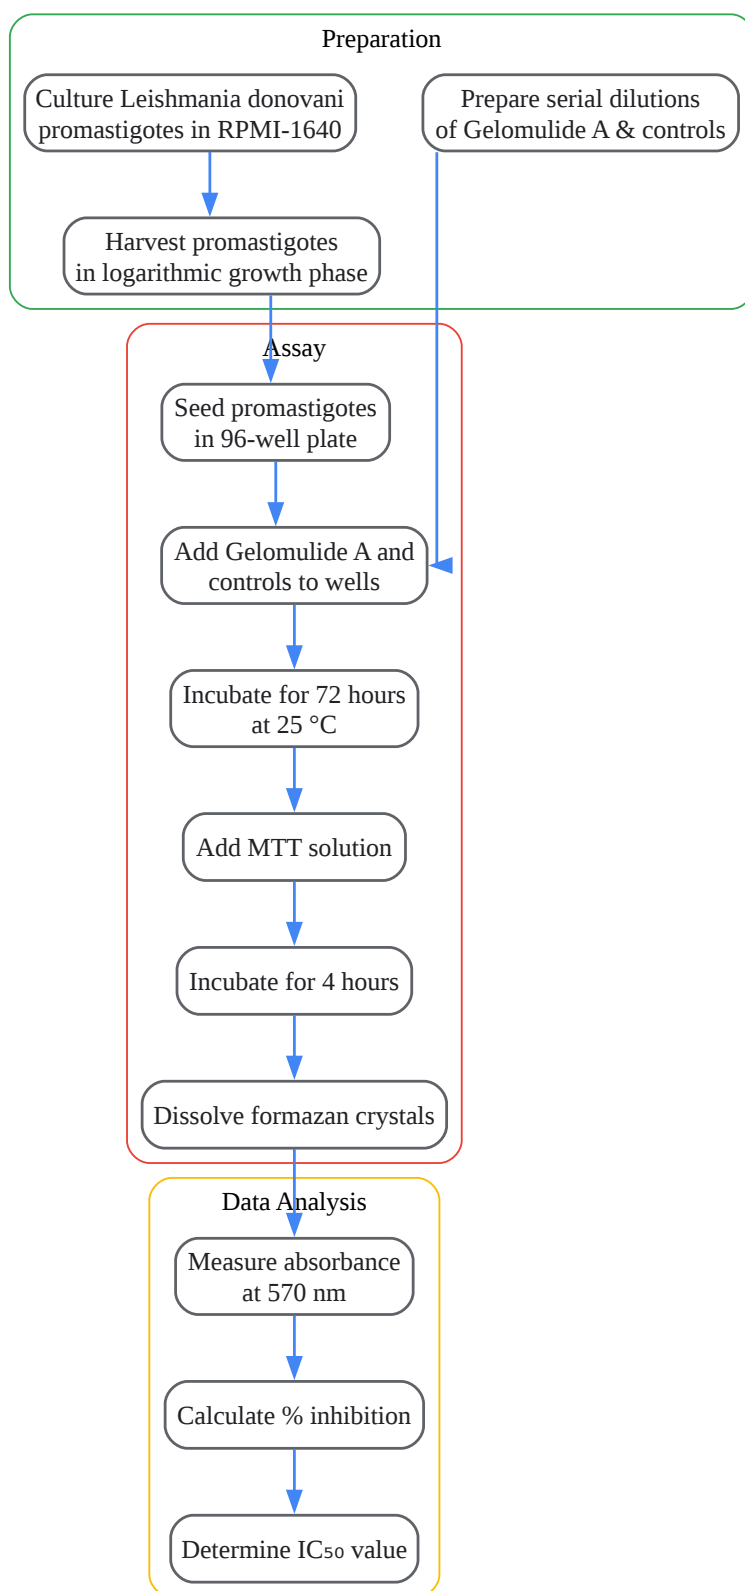 Preparation
Culture Leishmania donovani
promastigotes in RPMI-1640
Prepare serial dilutions
of Gelomulide A & controls
Harvest promastigotes
in logarithmic growth phase
Assay
Seed promastigotes
in 96-well plate
Add Gelomulide A and
controls to wells
Incubate for 72 hours
at 25 °C
Add MTT solution
Incubate for 4 hours
Dissolve formazan crystals
Data Analysis
Measure absorbance
at 570 nm
Calculate % inhibition
Determine IC₅₀ value